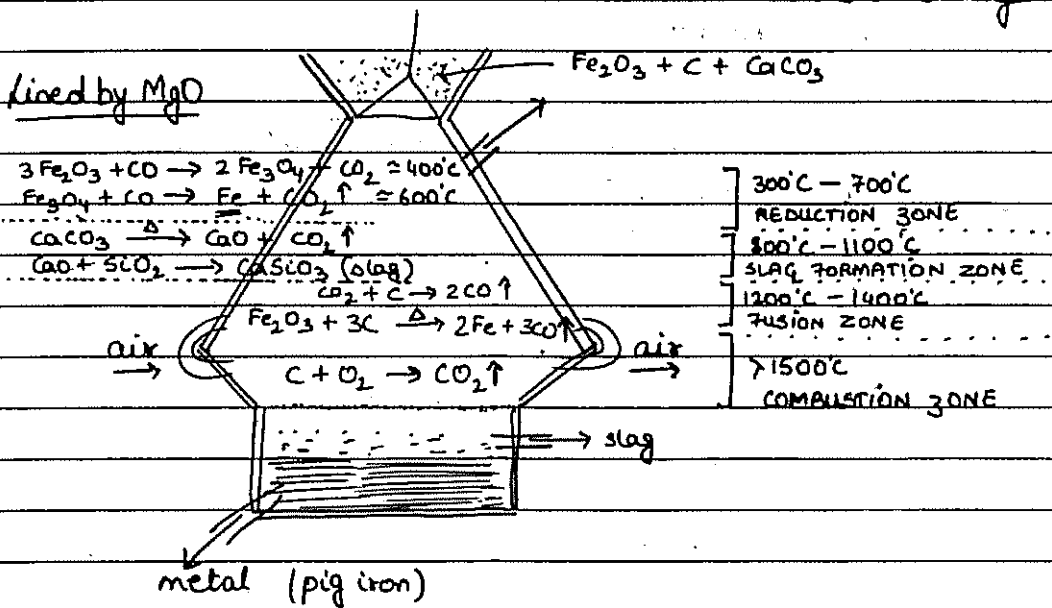 Fe₂O₃ + C + CaCO₃
Lined by MgO
3Fe₂O₃ + CO → 2Fe₃O₄ + CO₂ ≃ 400°C
Fe₃O₄ + CO → Fe + CO₂↑ ≃ 600°C
CaCO₃ —Δ→ CaO + CO₂↑
CaO + SiO₂ → CaSiO₃ (slag)
CO₂ + C → 2CO↑
Fe₂O₃ + 3C —Δ→ 2Fe + 3CO↑
air →
C + O₂ → CO₂↑
air →
300°C – 700°C
REDUCTION ZONE
800°C – 1100°C
SLAG FORMATION ZONE
1200°C – 1400°C
FUSION ZONE
>1500°C
COMBUSTION ZONE
slag
metal (pig iron)